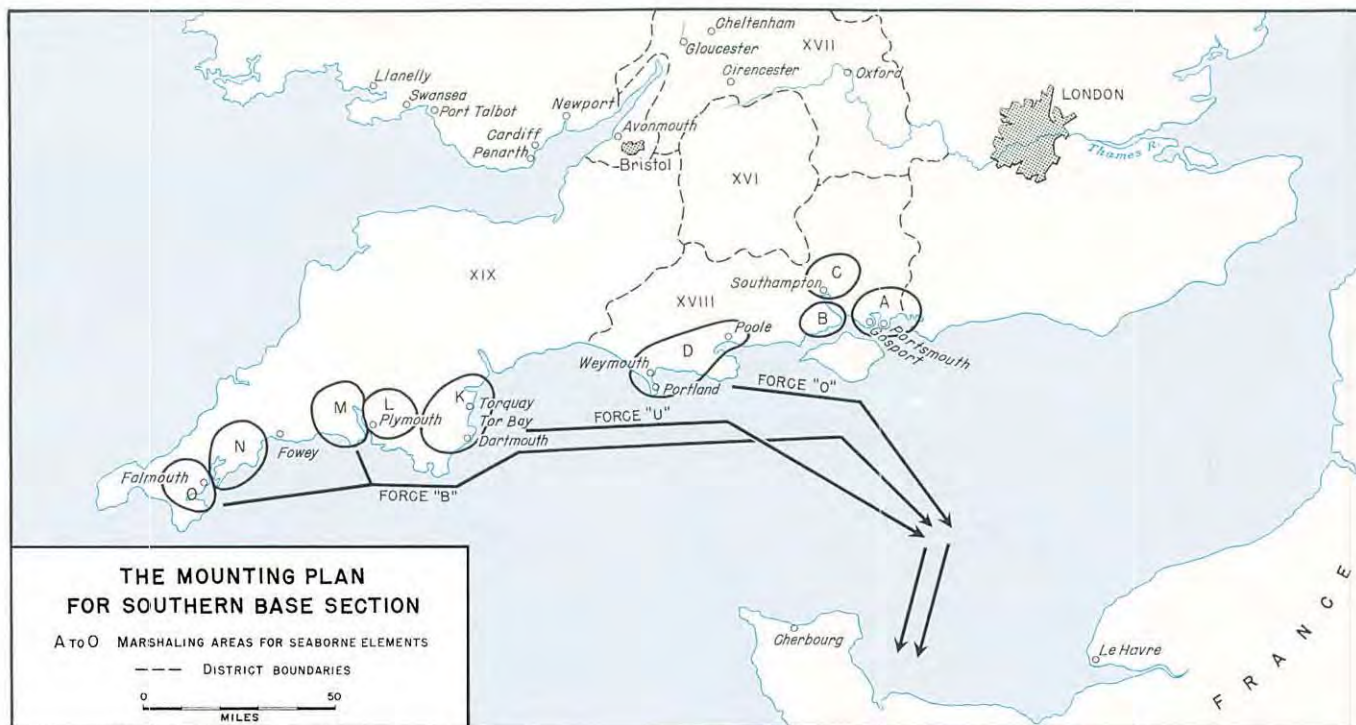 Cheltenham
Gloucester
XVII
Cirencester
Oxford
Llanelly
Swansea
Port Talbot
Newport
Cardiff
Penarth
Avonmouth
Bristol
LONDON
Thames R.
XVI
XIX
XVIII
C
Southampton
B
A
Portsmouth
Gosport
Poole
D
Weymouth
Portland
FORCE "O"
K
Torquay
Tor Bay
Dartmouth
FORCE "U"
M
L
Plymouth
N
Fowey
Falmouth
O
FORCE "B"
Cherbourg
Le Havre
FRANCE
THE MOUNTING PLAN
FOR SOUTHERN BASE SECTION
A TO O MARSHALING AREAS FOR SEABORNE ELEMENTS
DISTRICT BOUNDARIES
0 50
MILES